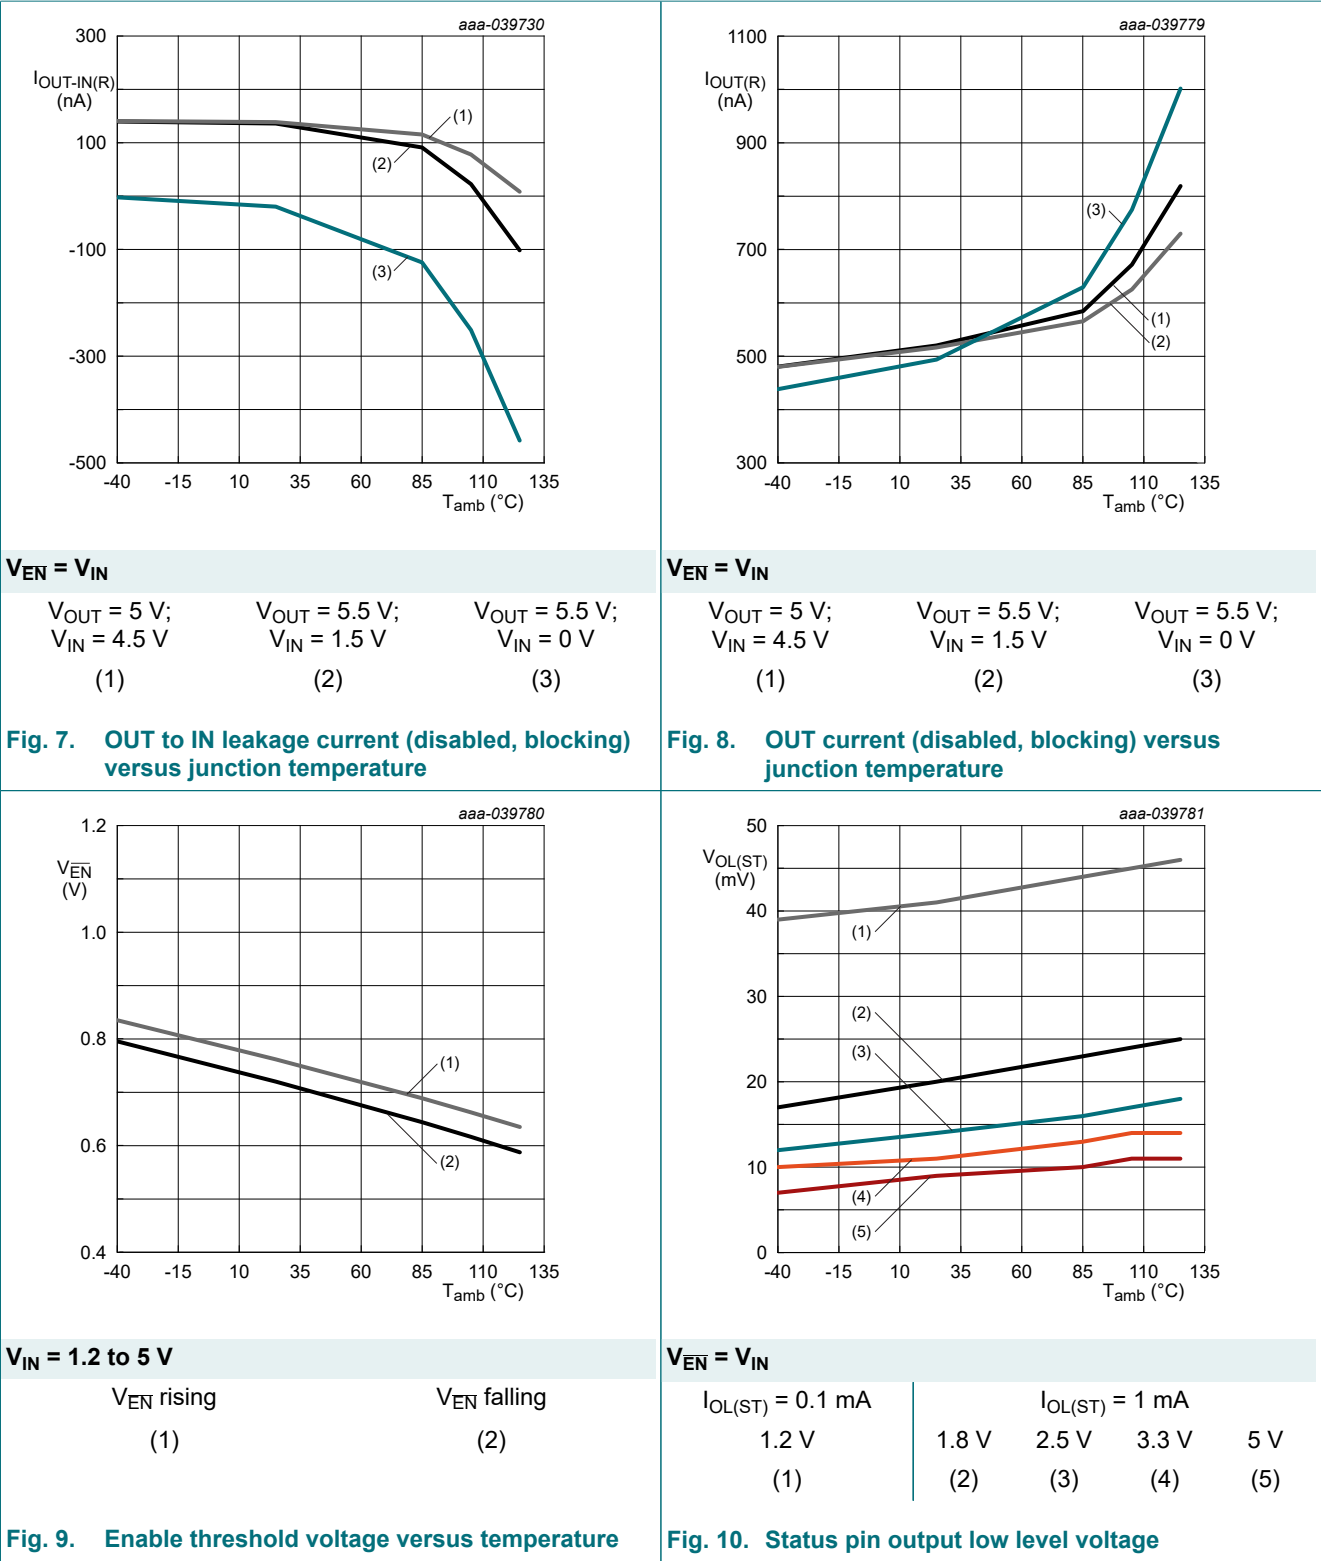 aaa-039730
300
100
-100
-300
-500
IOUT-IN(R)
(nA)
(1)
(2)
(3)
-40 -15 10 35 60 85 110 135
Tamb (°C)
VEN = VIN
VOUT = 5 V; VOUT = 5.5 V; VOUT = 5.5 V;
VIN = 4.5 V VIN = 1.5 V VIN = 0 V
(1) (2) (3)
Fig. 7. OUT to IN leakage current (disabled, blocking)
versus junction temperature
aaa-039779
1100
900
700
500
300
IOUT(R)
(nA)
(3)
(1)
(2)
-40 -15 10 35 60 85 110 135
Tamb (°C)
VEN = VIN
VOUT = 5 V; VOUT = 5.5 V; VOUT = 5.5 V;
VIN = 4.5 V VIN = 1.5 V VIN = 0 V
(1) (2) (3)
Fig. 8. OUT current (disabled, blocking) versus
junction temperature
aaa-039780
1.2
1.0
0.8
0.6
0.4
VEN
(V)
(1)
(2)
-40 -15 10 35 60 85 110 135
Tamb (°C)
VIN = 1.2 to 5 V
VEN rising VEN falling
(1) (2)
Fig. 9. Enable threshold voltage versus temperature
aaa-039781
50
40
30
20
10
0
VOL(ST)
(mV)
(1)
(2)
(3)
(4)
(5)
-40 -15 10 35 60 85 110 135
Tamb (°C)
VEN = VIN
IOL(ST) = 0.1 mA IOL(ST) = 1 mA
1.2 V 1.8 V 2.5 V 3.3 V 5 V
(1) (2) (3) (4) (5)
Fig. 10. Status pin output low level voltage